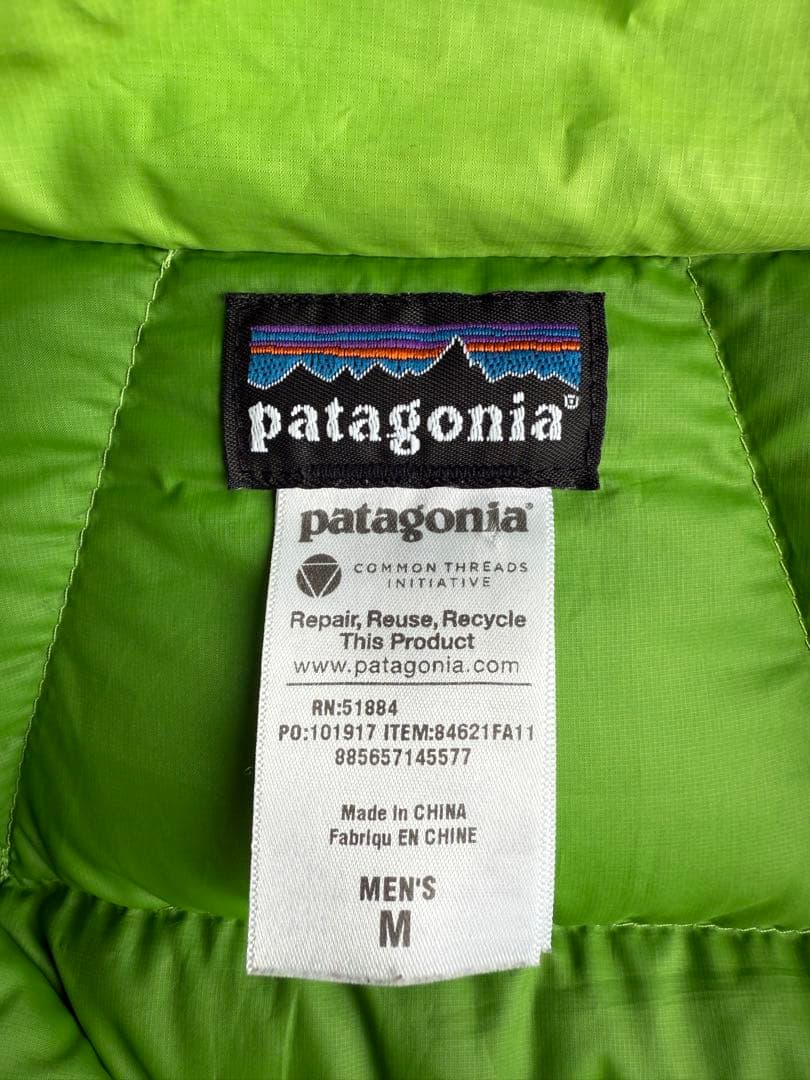 patagonia®
patagonia®
COMMON THREADS
INITIATIVE
Repair, Reuse, Recycle
This Product
www.patagonia.com
RN:51884
PO:101917 ITEM:84621FA11
885657145577
Made in CHINA
Fabriqu EN CHINE
MEN'S
M